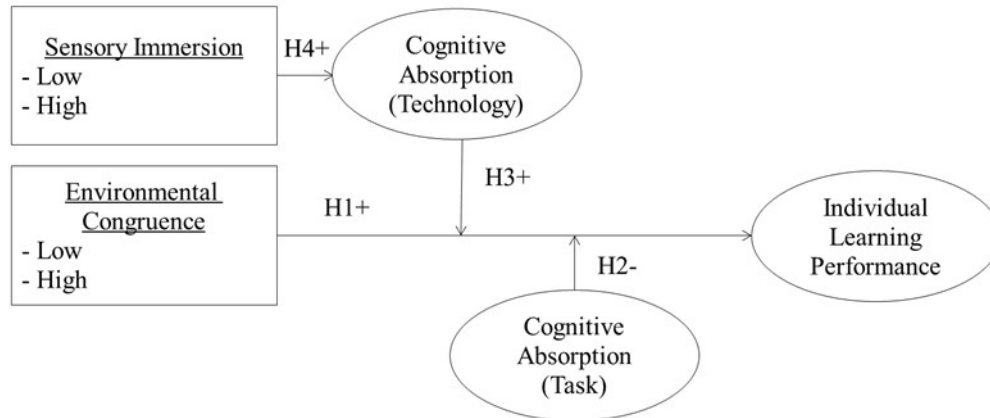 Sensory Immersion
- Low
- High
H4+
Cognitive
Absorption
(Technology)
H3+
Environmental
Congruence
- Low
- High
H1+
H2-
Cognitive
Absorption
(Task)
Individual
Learning
Performance